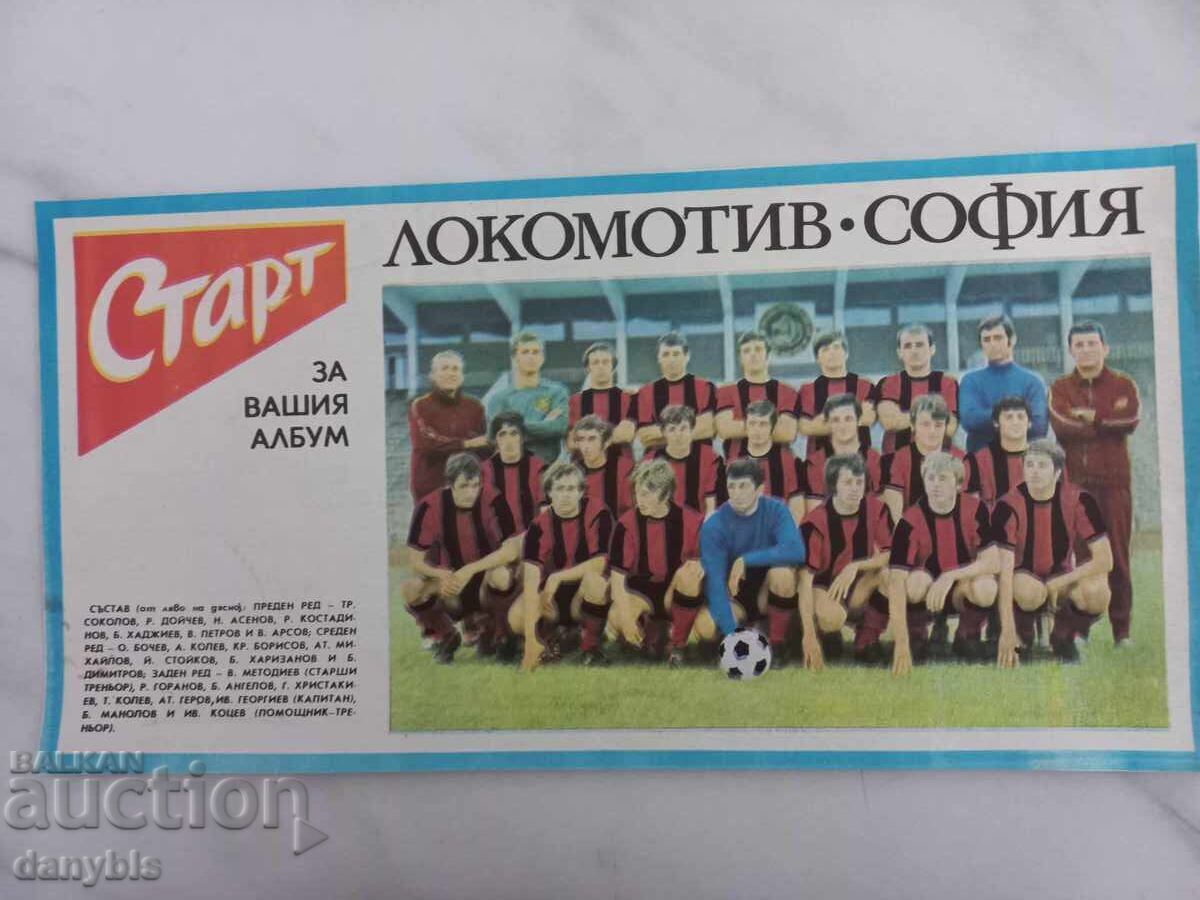 ЛОКОМОТИВ · СОФИЯ
Старт
ЗА
ВАШИЯ
АЛБУМ
СЪСТАВ (от ляво на дясно): ПРЕДЕН РЕД – ТР.
СОКОЛОВ, Р. ДОЙЧЕВ, Н. АСЕНОВ, Р. КОСТАДИ-
НОВ, Б. ХАДЖИЕВ, В. ПЕТРОВ И В. АРСОВ; СРЕДЕН
РЕД – О. БОЧЕВ, А. КОЛЕВ, КР. БОРИСОВ, АТ. МИ-
ХАЙЛОВ, Й. СТОЙКОВ, Б. ХАРИЗАНОВ И Б.
ДИМИТРОВ; ЗАДЕН РЕД – В. МЕТОДИЕВ (СТАРШИ
ТРЕНЬОР), Р. ГОРАНОВ, Б. АНГЕЛОВ, Г. ХРИСТАКИ-
ЕВ, Т. КОЛЕВ, АТ. ГЕРОВ, ИВ. ГЕОРГИЕВ (КАПИТАН),
Б. МАНОЛОВ И ИВ. КОЦЕВ (ПОМОЩНИК-ТРЕ-
НЬОР).
BALKAN
auction
danybls